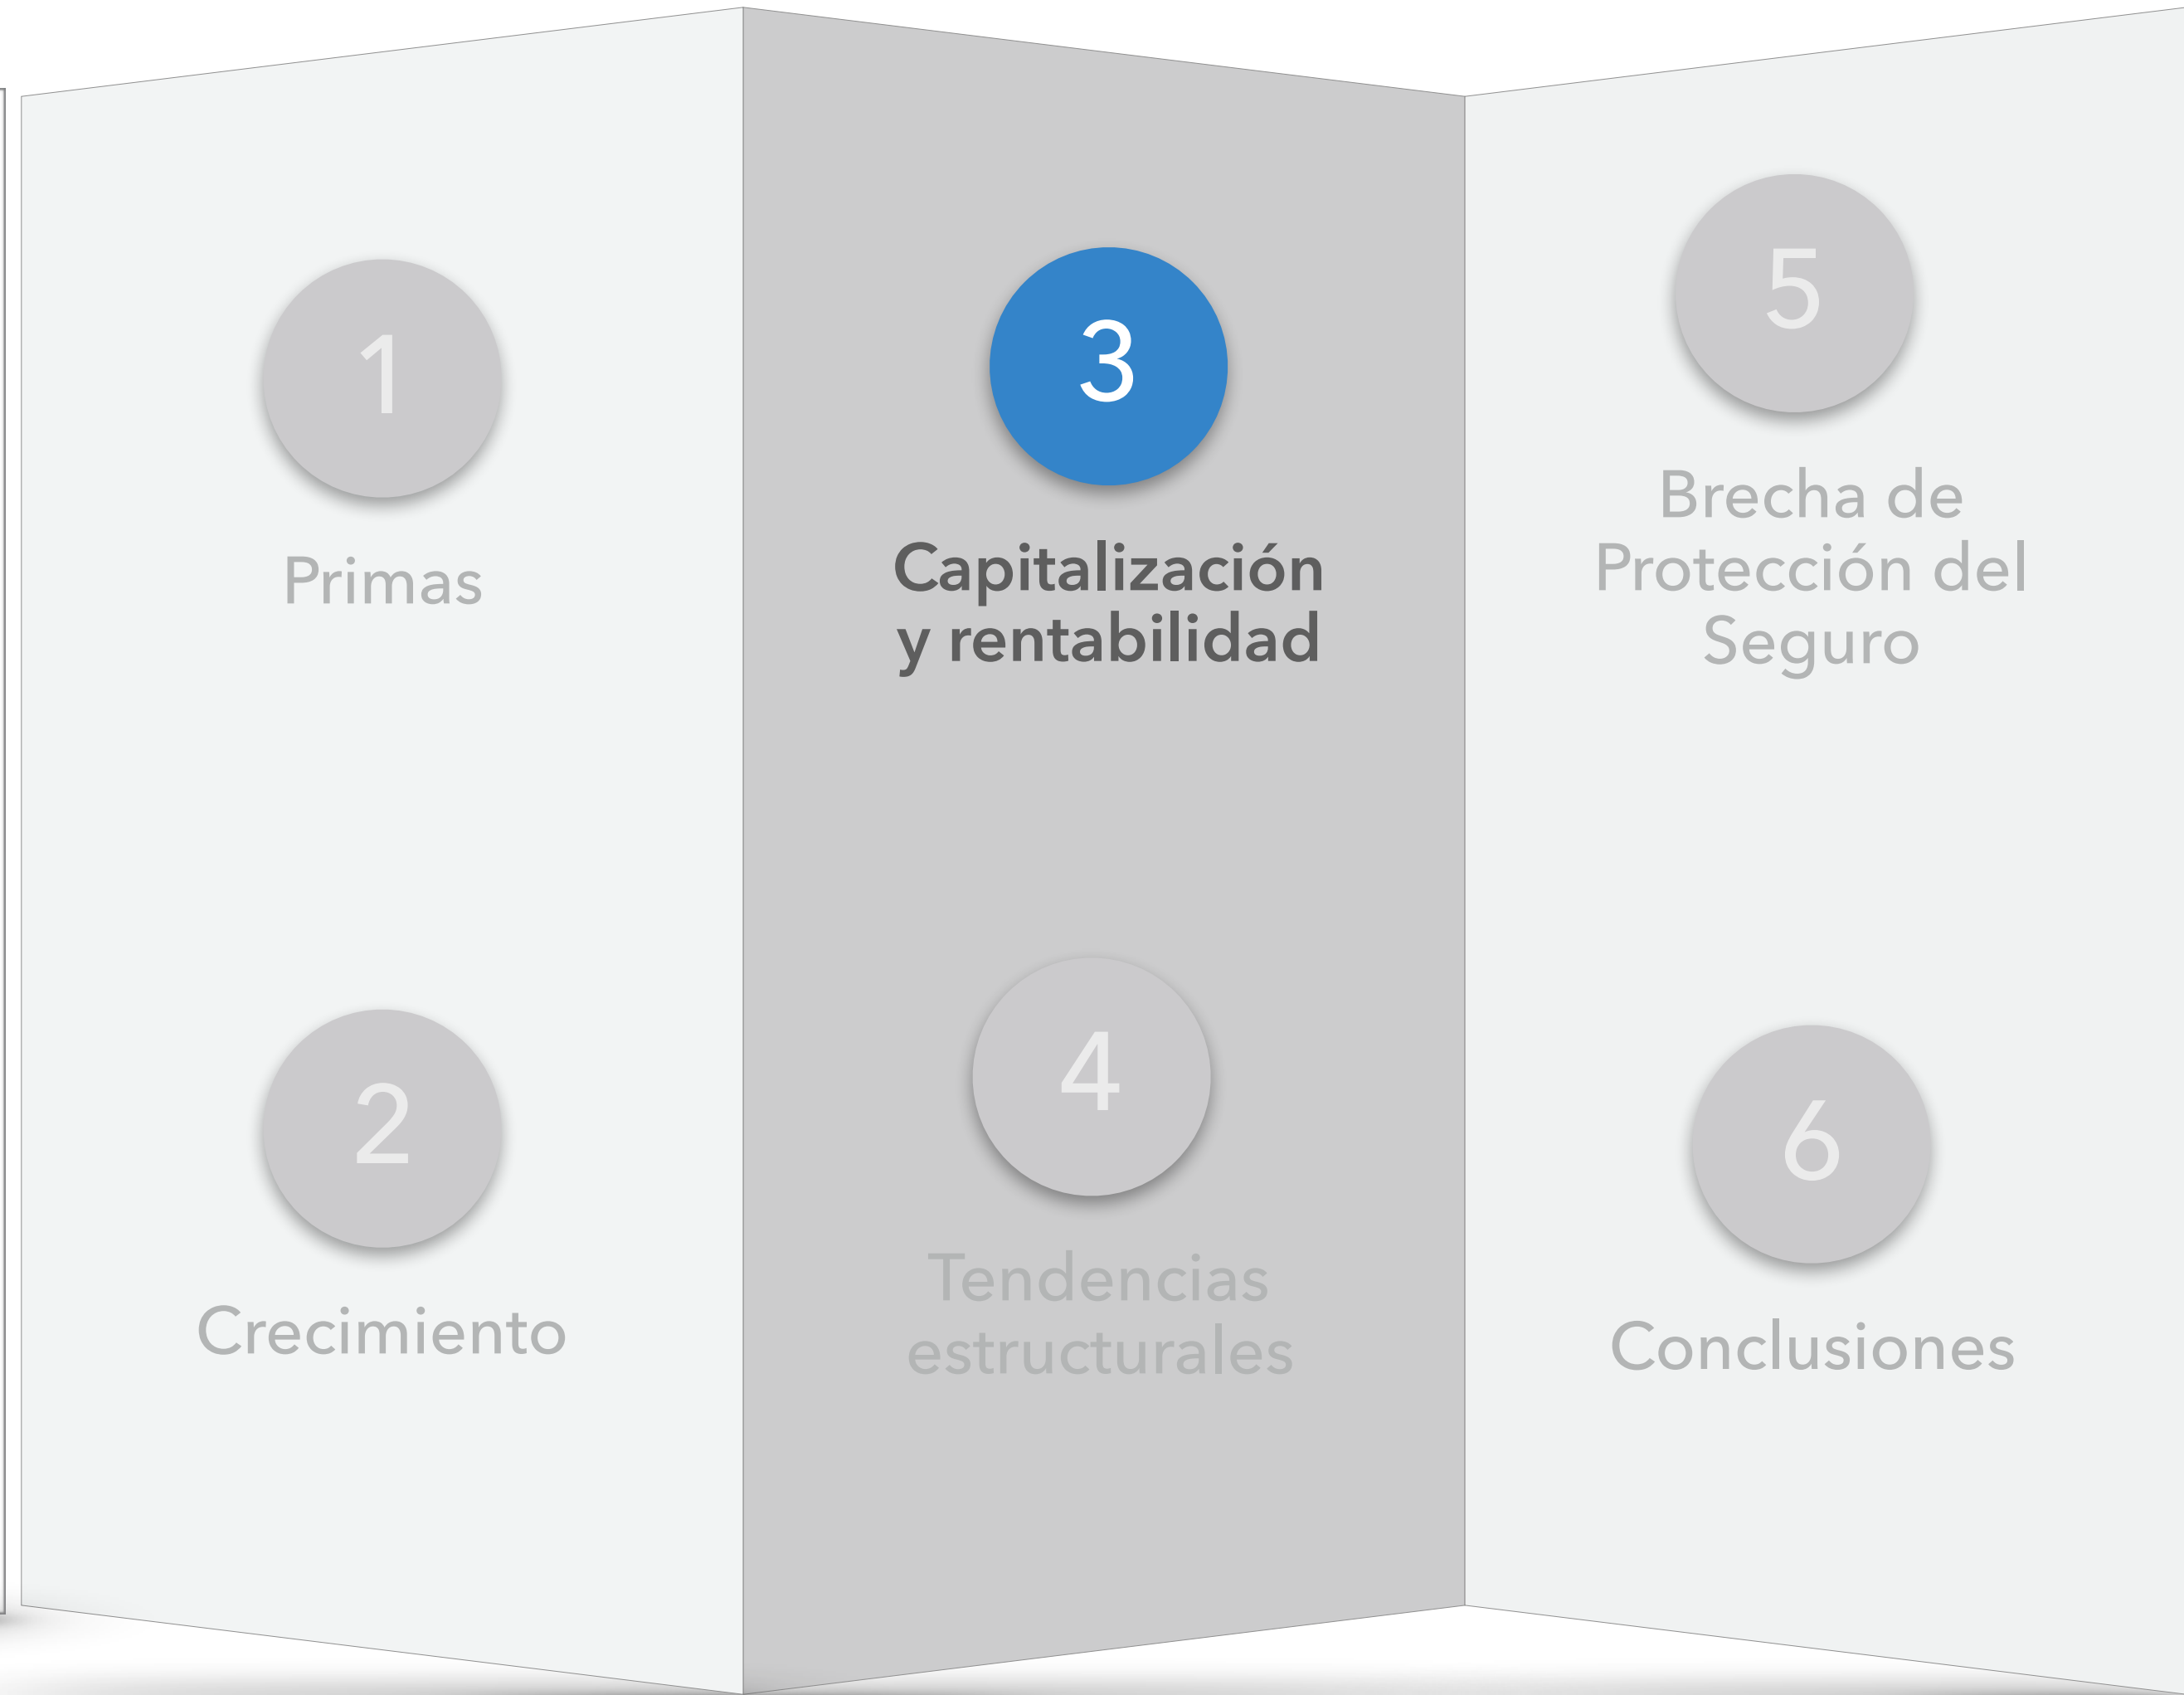 1
Primas
2
Crecimiento
3
Capitalización
y rentabilidad
4
Tendencias
estructurales
5
Brecha de
Protección del
Seguro
6
Conclusiones